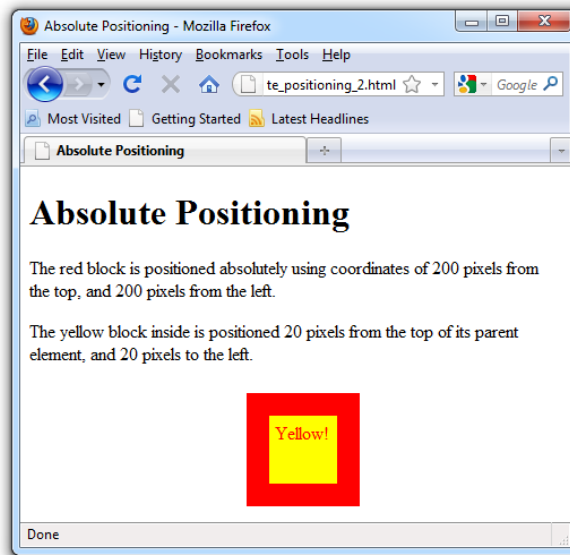 Absolute Positioning - Mozilla Firefox
File Edit View History Bookmarks Tools Help
te_positioning_2.html Google
Most Visited Getting Started Latest Headlines
Absolute Positioning
Absolute Positioning
The red block is positioned absolutely using coordinates of 200 pixels from
the top, and 200 pixels from the left.
The yellow block inside is positioned 20 pixels from the top of its parent
element, and 20 pixels to the left.
Yellow!
Done